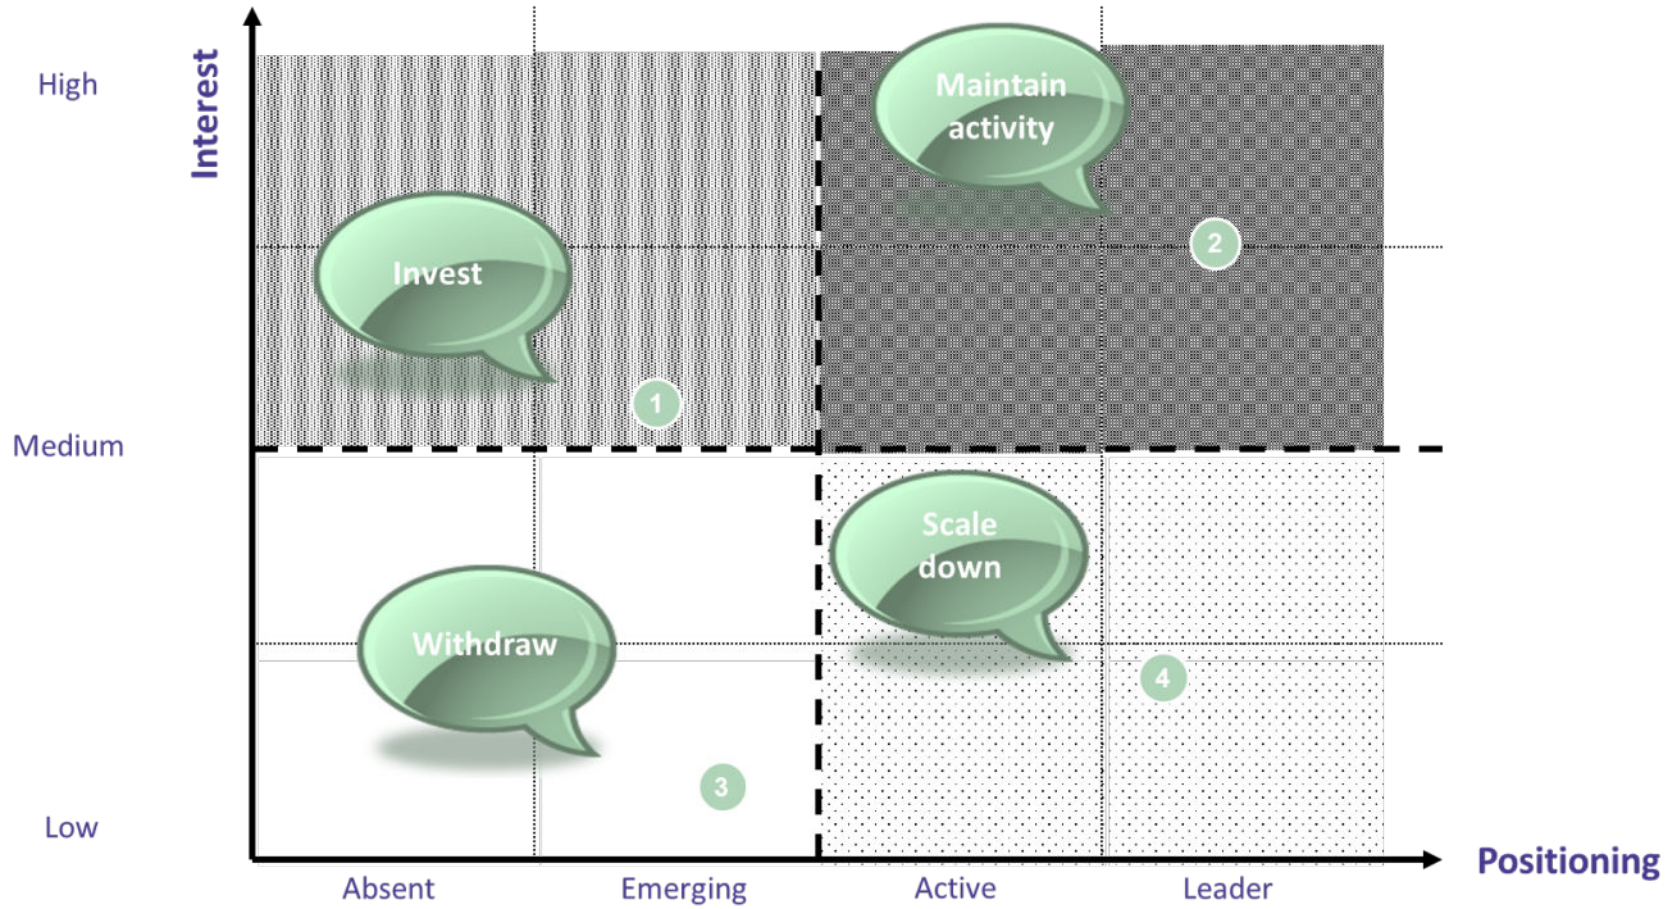 High
Interest
Maintain
activity
2
Invest
1
Medium
Scale
down
Withdraw
4
3
Low
Positioning
Absent
Emerging
Active
Leader